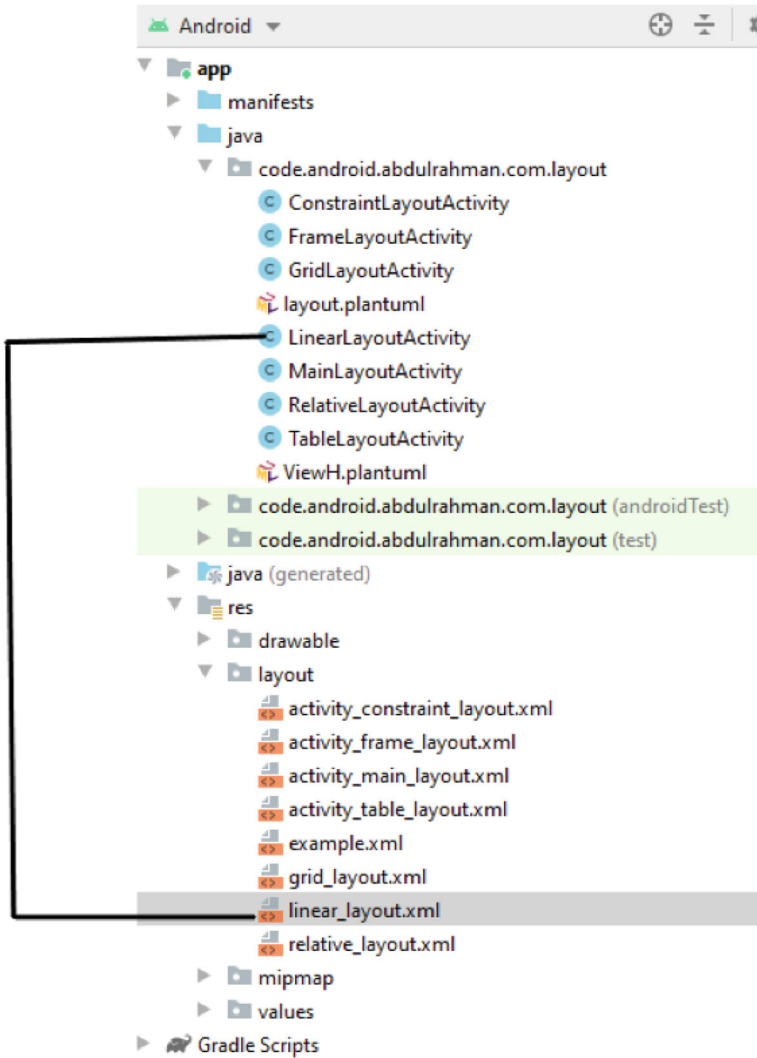 Android
app
manifests
java
code.android.abdulrahman.com.layout
ConstraintLayoutActivity
FrameLayoutActivity
GridLayoutActivity
layout.plantuml
LinearLayoutActivity
MainLayoutActivity
RelativeLayoutActivity
TableLayoutActivity
ViewH.plantuml
code.android.abdulrahman.com.layout (androidTest)
code.android.abdulrahman.com.layout (test)
java (generated)
res
drawable
layout
activity_constraint_layout.xml
activity_frame_layout.xml
activity_main_layout.xml
activity_table_layout.xml
example.xml
grid_layout.xml
linear_layout.xml
relative_layout.xml
mipmap
values
Gradle Scripts